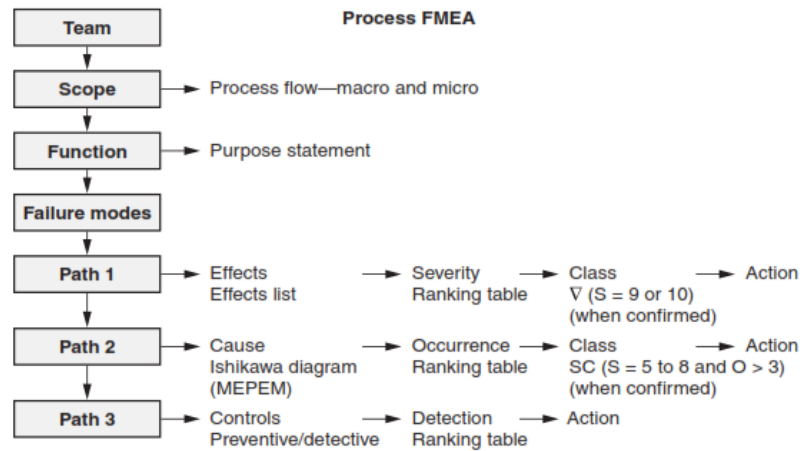 Process FMEA
Team
Scope
Process flow—macro and micro
Function
Purpose statement
Failure modes
Path 1
Effects
Effects list
Severity
Ranking table
Class
∇ (S = 9 or 10)
(when confirmed)
Action
Path 2
Cause
Ishikawa diagram
(MEPEM)
Occurrence
Ranking table
Class
SC (S = 5 to 8 and O > 3)
(when confirmed)
Action
Path 3
Controls
Preventive/detective
Detection
Ranking table
Action